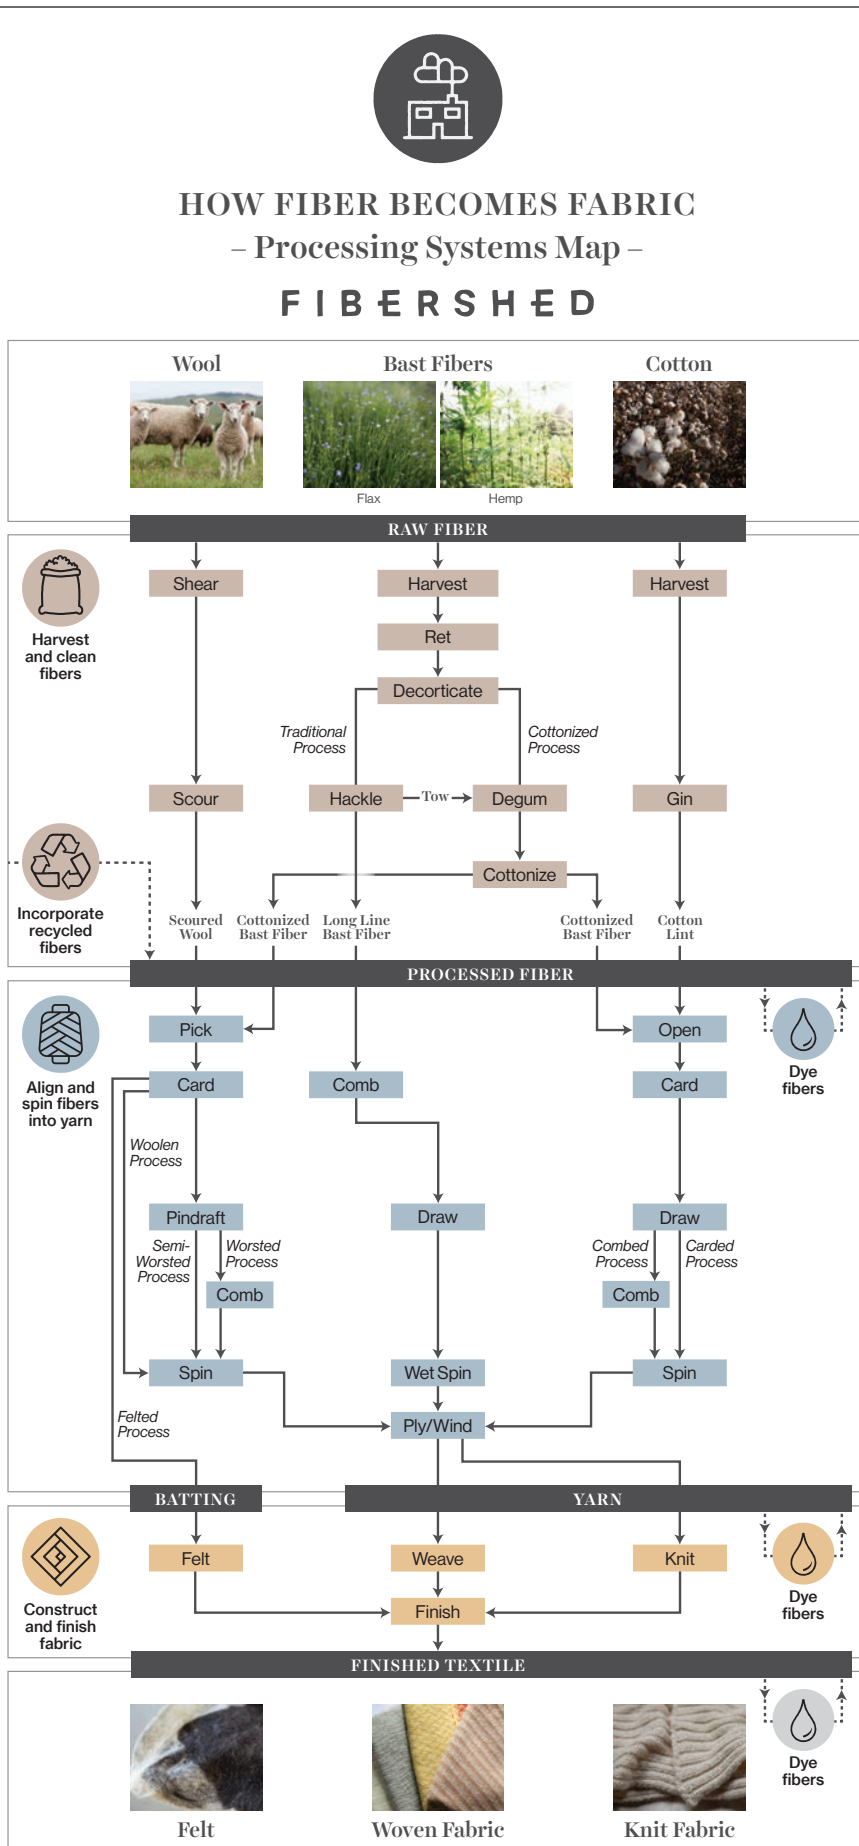 HOW FIBER BECOMES FABRIC
– Processing Systems Map –
FIBERSHED
Wool
Bast Fibers
Cotton
Flax
Hemp
RAW FIBER
Harvest
and clean
fibers
Shear
Harvest
Harvest
Ret
Decorticate
Traditional
Process
Cottonized
Process
Scour
Hackle
Tow
Degum
Gin
Cottonize
Incorporate
recycled
fibers
Scoured
Wool
Cottonized
Bast Fiber
Long Line
Bast Fiber
Cottonized
Bast Fiber
Cotton
Lint
PROCESSED FIBER
Align and
spin fibers
into yarn
Pick
Open
Dye
fibers
Card
Comb
Card
Woolen
Process
Pindraft
Draw
Draw
Semi-
Worsted
Process
Worsted
Process
Combed
Process
Carded
Process
Comb
Comb
Spin
Wet Spin
Spin
Felted
Process
Ply/Wind
BATTING
YARN
Construct
and finish
fabric
Felt
Weave
Knit
Dye
fibers
Finish
FINISHED TEXTILE
Dye
fibers
Felt
Woven Fabric
Knit Fabric